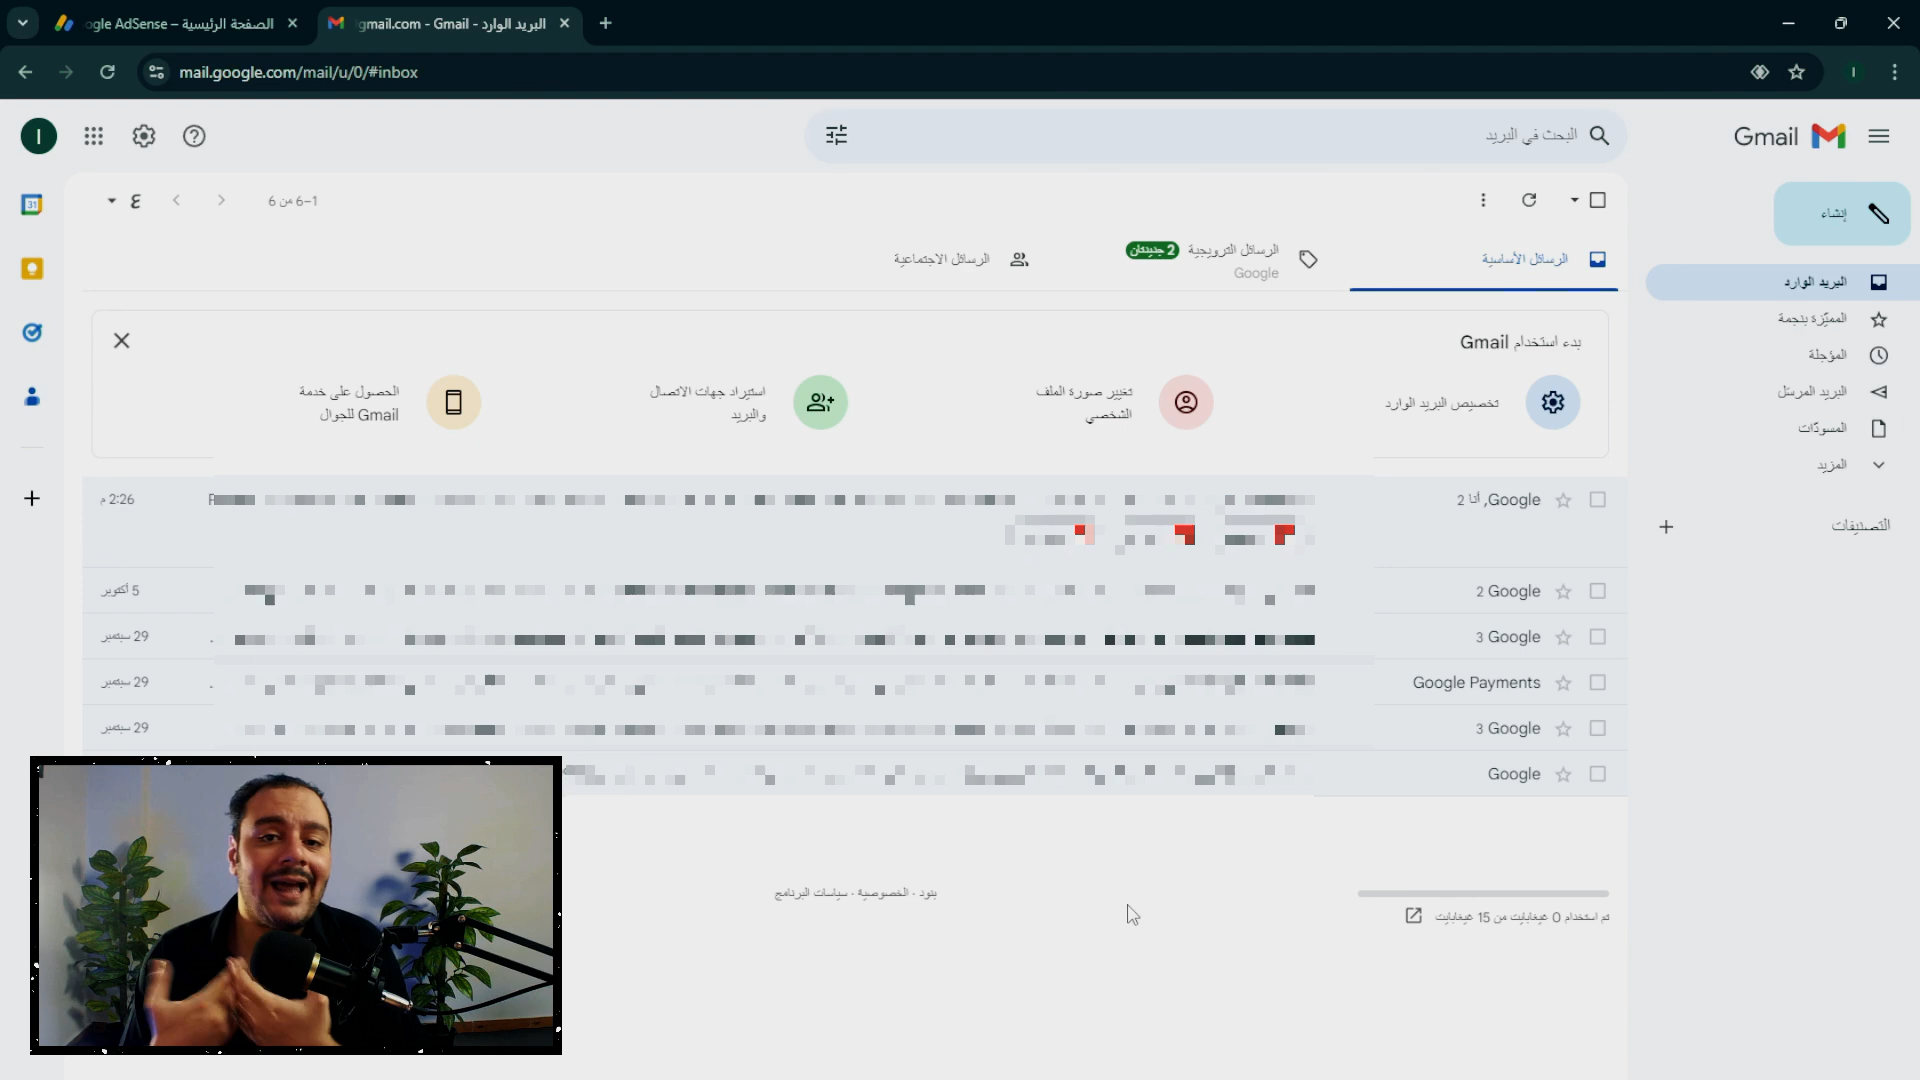 ogle AdSense – الصفحة الرئيسية
gmail.com - Gmail - البريد الوارد
mail.google.com/mail/u/0/#inbox
I
I
البحث في البريد
Gmail
31
ع
1–6 من 6
إنشاء
الرسائل الأساسية
الرسائل الترويجية
2 جديدتان
Google
الرسائل الاجتماعية
البريد الوارد
المميّزة بنجمة
المؤجلة
البريد المرسَل
المسودّات
المزيد
التصنيفات
بدء استخدام Gmail
تخصيص البريد الوارد
تغيير صورة الملف
الشخصي
استيراد جهات الاتصال
والبريد
الحصول على خدمة
Gmail للجوال
Google, أنا 2
2:26 م
Google 2
5 أكتوبر
Google 3
29 سبتمبر
Google Payments
29 سبتمبر
Google 3
29 سبتمبر
Google
بنود · الخصوصية · سياسات البرنامج
تم استخدام 0 غيغابايت من 15 غيغابايت